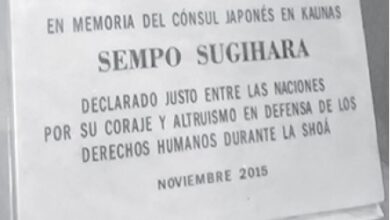 EN MEMORIA DEL CÓNSUL JAPONÉS EN KAUNAS
SEMPO SUGIHARA
DECLARADO JUSTO ENTRE LAS NACIONES
POR SU CORAJE Y ALTRUISMO EN DEFENSA DE LOS
DERECHOS HUMANOS DURANTE LA SHOÁ
NOVIEMBRE 2015